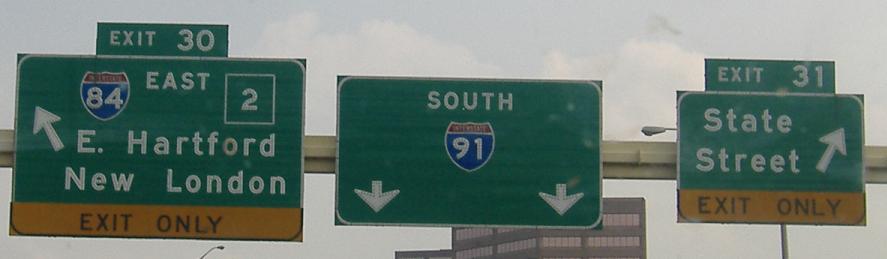 EXIT 30
INTERSTATE 84 EAST 2
E. Hartford
New London
EXIT ONLY
SOUTH
INTERSTATE
91
EXIT 31
State
Street
EXIT ONLY